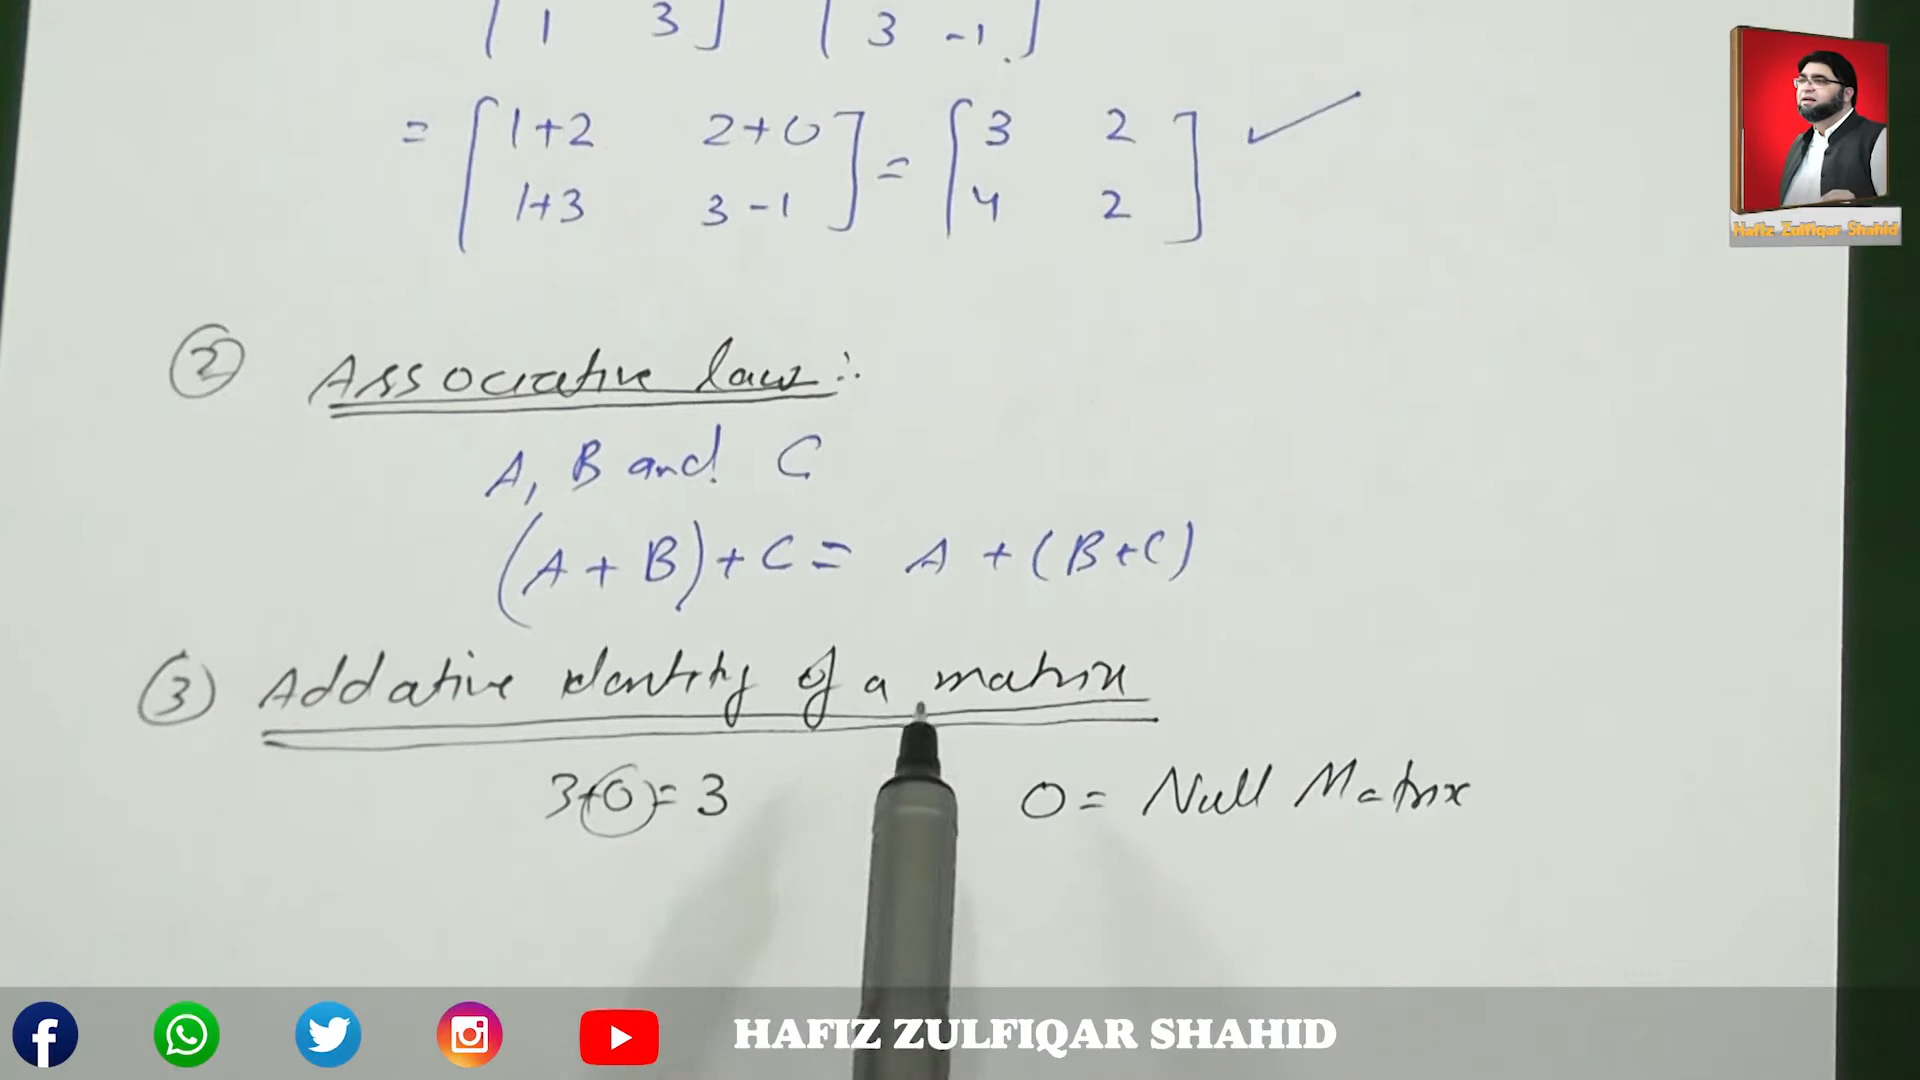 [ 1 3 ] [ 3 -1 ]
= [ 1+2 2+0 ] = [ 3 2 ] ✓
[ 1+3 3-1 ] [ 4 2 ]
Hafiz Zulfiqar Shahid
② Associative law :.
A, B and C
(A + B) + C = A + (B+C)
③ Addative identity of a matrix
3+0 = 3 0 = Null Matrix
HAFIZ ZULFIQAR SHAHID